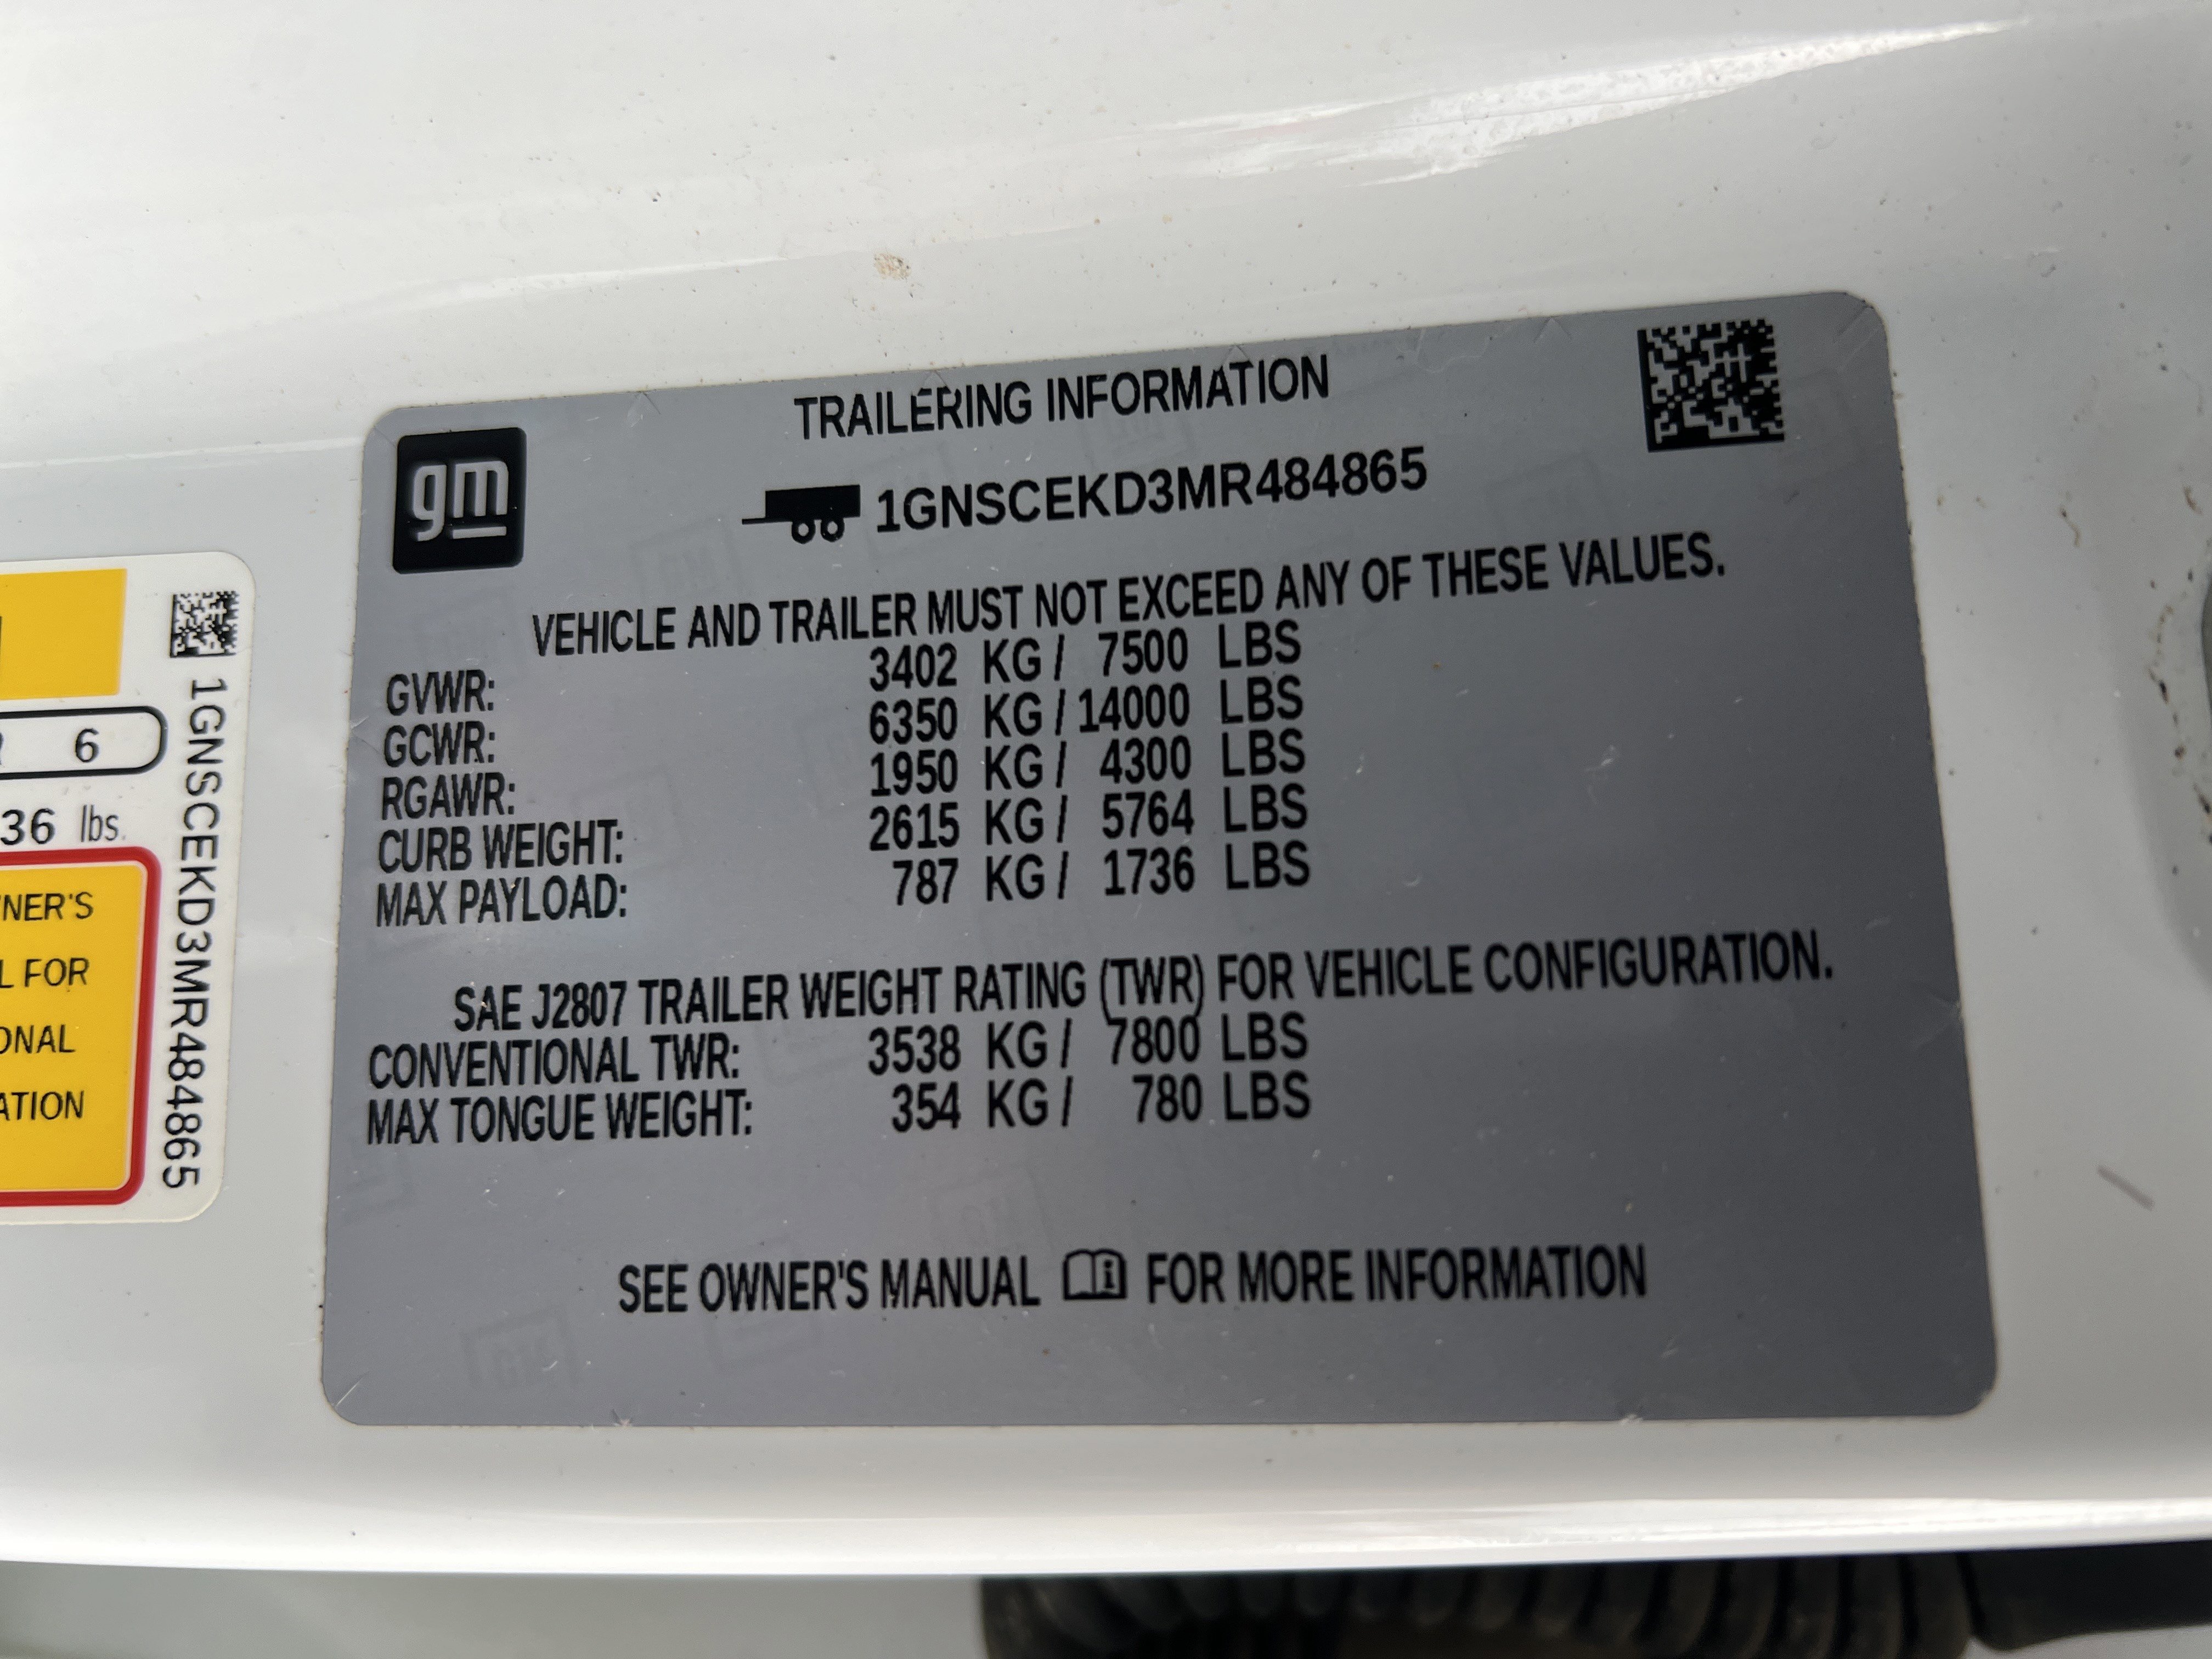 TRAILERING INFORMATION
gm
1GNSCEKD3MR484865
VEHICLE AND TRAILER MUST NOT EXCEED ANY OF THESE VALUES.
GVWR: 3402 KG / 7500 LBS
GCWR: 6350 KG / 14000 LBS
RGAWR: 1950 KG / 4300 LBS
CURB WEIGHT: 2615 KG / 5764 LBS
MAX PAYLOAD: 787 KG / 1736 LBS
SAE J2807 TRAILER WEIGHT RATING (TWR) FOR VEHICLE CONFIGURATION.
CONVENTIONAL TWR: 3538 KG / 7800 LBS
MAX TONGUE WEIGHT: 354 KG / 780 LBS
SEE OWNER'S MANUAL i FOR MORE INFORMATION
6
36 lbs.
NER'S
L FOR
ONAL
ATION
1GNSCEKD3MR484865